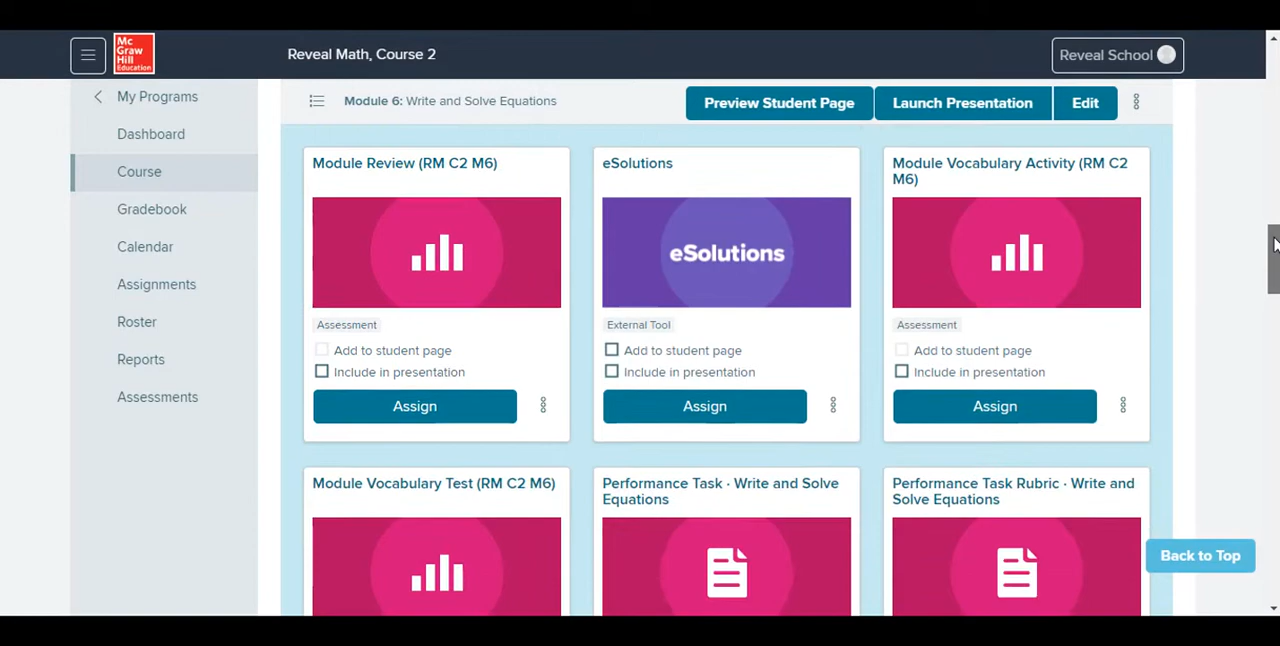 Mc
Graw
Hill
Education
Reveal Math, Course 2
Reveal School
My Programs
Dashboard
Course
Gradebook
Calendar
Assignments
Roster
Reports
Assessments
Module 6: Write and Solve Equations
Preview Student Page
Launch Presentation
Edit
Module Review (RM C2 M6)
Assessment
Add to student page
Include in presentation
Assign
eSolutions
eSolutions
External Tool
Add to student page
Include in presentation
Assign
Module Vocabulary Activity (RM C2
M6)
Assessment
Add to student page
Include in presentation
Assign
Module Vocabulary Test (RM C2 M6)
Performance Task · Write and Solve
Equations
Performance Task Rubric · Write and
Solve Equations
Back to Top